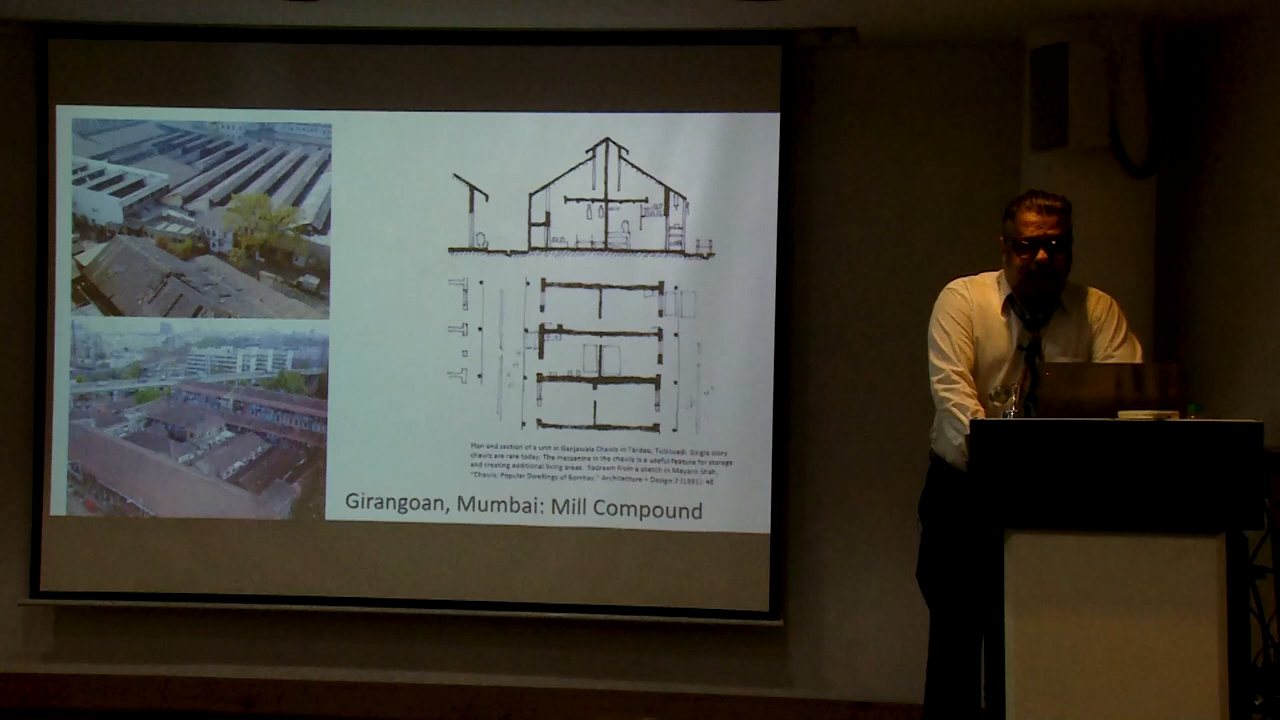 Plan and section of a unit in Ganjawala Chawls in Tardeo, Tulsiwadi. Single story
chawls are rare today. The mezzanine in the chawls is a useful feature for storage
and creating additional living areas. Redrawn from a sketch in Mayank Shah,
"Chawls: Popular Dwellings of Bombay." Architecture + Design 7 (1991): 48
Girangoan, Mumbai: Mill Compound